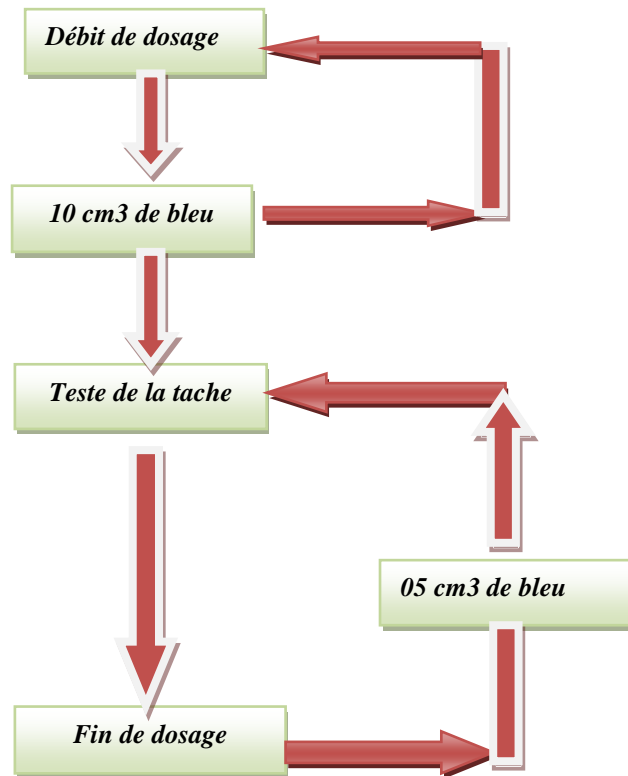 Débit de dosage
10 cm3 de bleu
Teste de la tache
05 cm3 de bleu
Fin de dosage